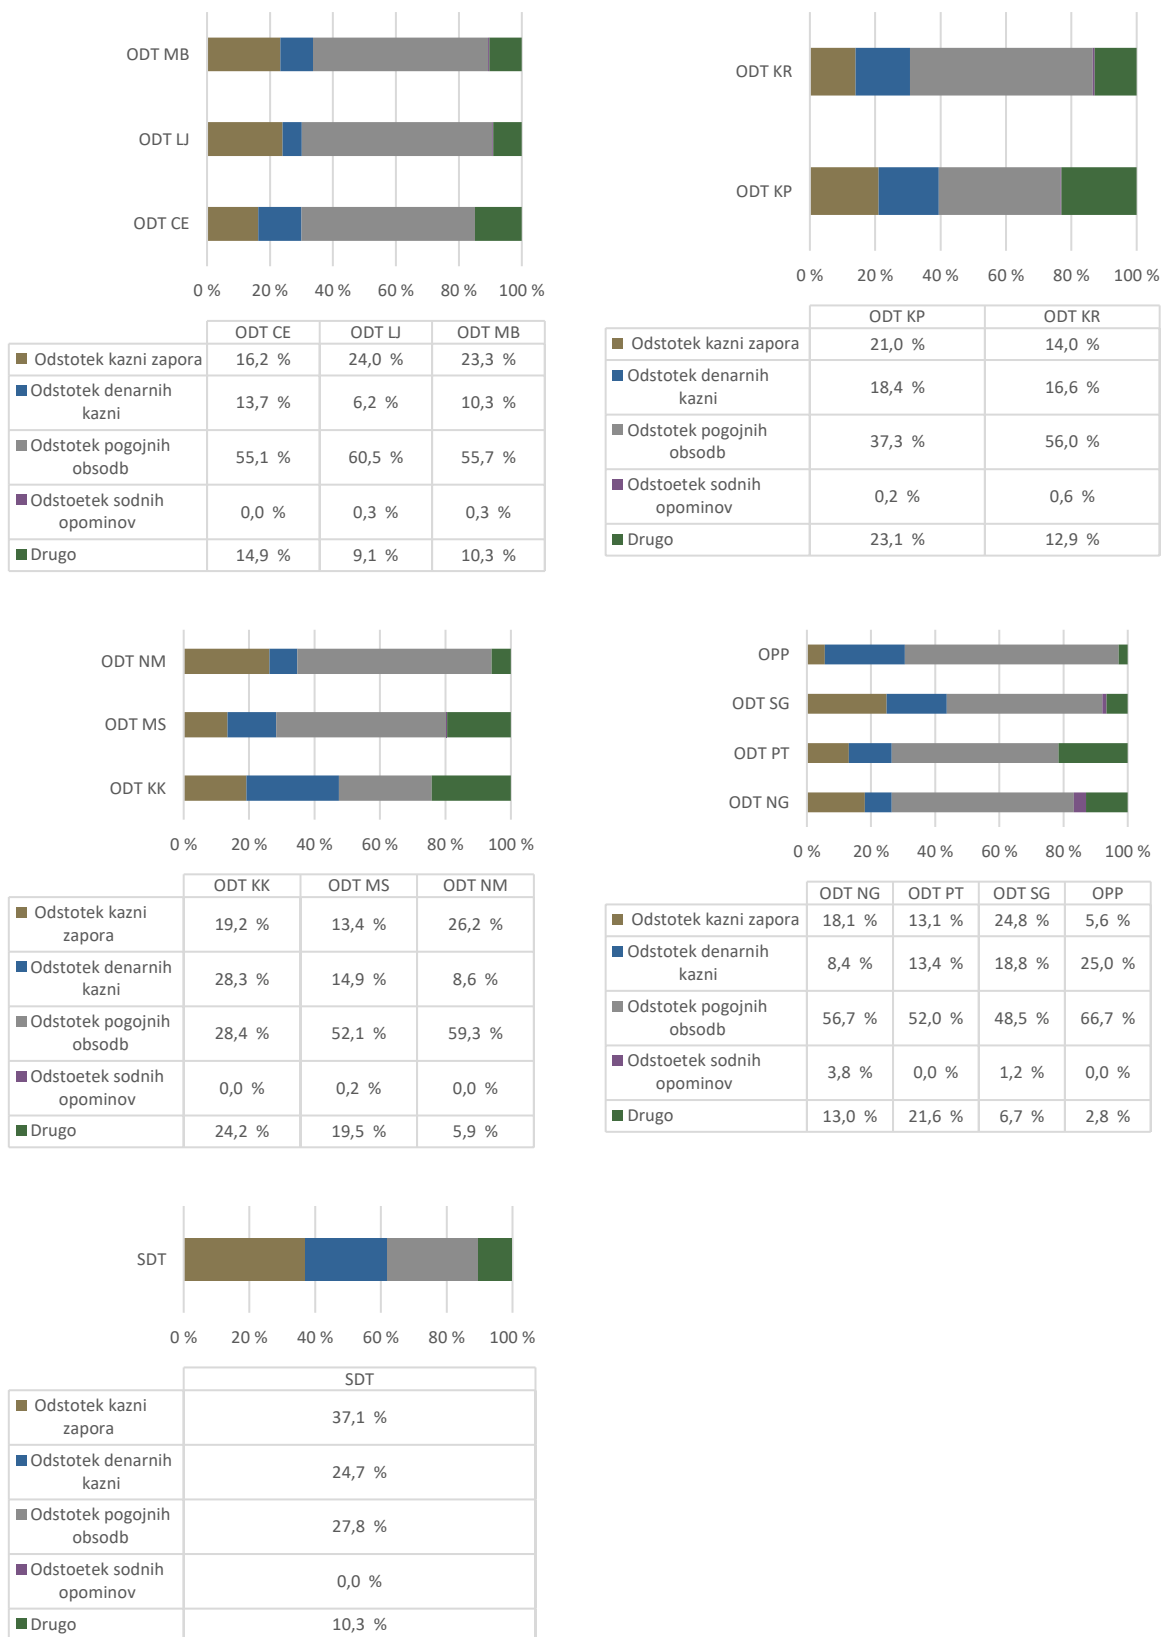 ODT MB
ODT LJ
ODT CE
0 % 20 % 40 % 60 % 80 % 100 %
ODT CE ODT LJ ODT MB
Odstotek kazni zapora 16,2 % 24,0 % 23,3 %
Odstotek denarnih
kazni 13,7 % 6,2 % 10,3 %
Odstotek pogojnih
obsodb 55,1 % 60,5 % 55,7 %
Odstoetek sodnih
opominov 0,0 % 0,3 % 0,3 %
Drugo 14,9 % 9,1 % 10,3 %
ODT KR
ODT KP
0 % 20 % 40 % 60 % 80 % 100 %
ODT KP ODT KR
Odstotek kazni zapora 21,0 % 14,0 %
Odstotek denarnih
kazni 18,4 % 16,6 %
Odstotek pogojnih
obsodb 37,3 % 56,0 %
Odstoetek sodnih
opominov 0,2 % 0,6 %
Drugo 23,1 % 12,9 %
ODT NM
ODT MS
ODT KK
0 % 20 % 40 % 60 % 80 % 100 %
ODT KK ODT MS ODT NM
Odstotek kazni
zapora 19,2 % 13,4 % 26,2 %
Odstotek denarnih
kazni 28,3 % 14,9 % 8,6 %
Odstotek pogojnih
obsodb 28,4 % 52,1 % 59,3 %
Odstoetek sodnih
opominov 0,0 % 0,2 % 0,0 %
Drugo 24,2 % 19,5 % 5,9 %
OPP
ODT SG
ODT PT
ODT NG
0 % 20 % 40 % 60 % 80 % 100 %
ODT NG ODT PT ODT SG OPP
Odstotek kazni zapora 18,1 % 13,1 % 24,8 % 5,6 %
Odstotek denarnih
kazni 8,4 % 13,4 % 18,8 % 25,0 %
Odstotek pogojnih
obsodb 56,7 % 52,0 % 48,5 % 66,7 %
Odstoetek sodnih
opominov 3,8 % 0,0 % 1,2 % 0,0 %
Drugo 13,0 % 21,6 % 6,7 % 2,8 %
SDT
0 % 20 % 40 % 60 % 80 % 100 %
SDT
Odstotek kazni
zapora 37,1 %
Odstotek denarnih
kazni 24,7 %
Odstotek pogojnih
obsodb 27,8 %
Odstoetek sodnih
opominov 0,0 %
Drugo 10,3 %